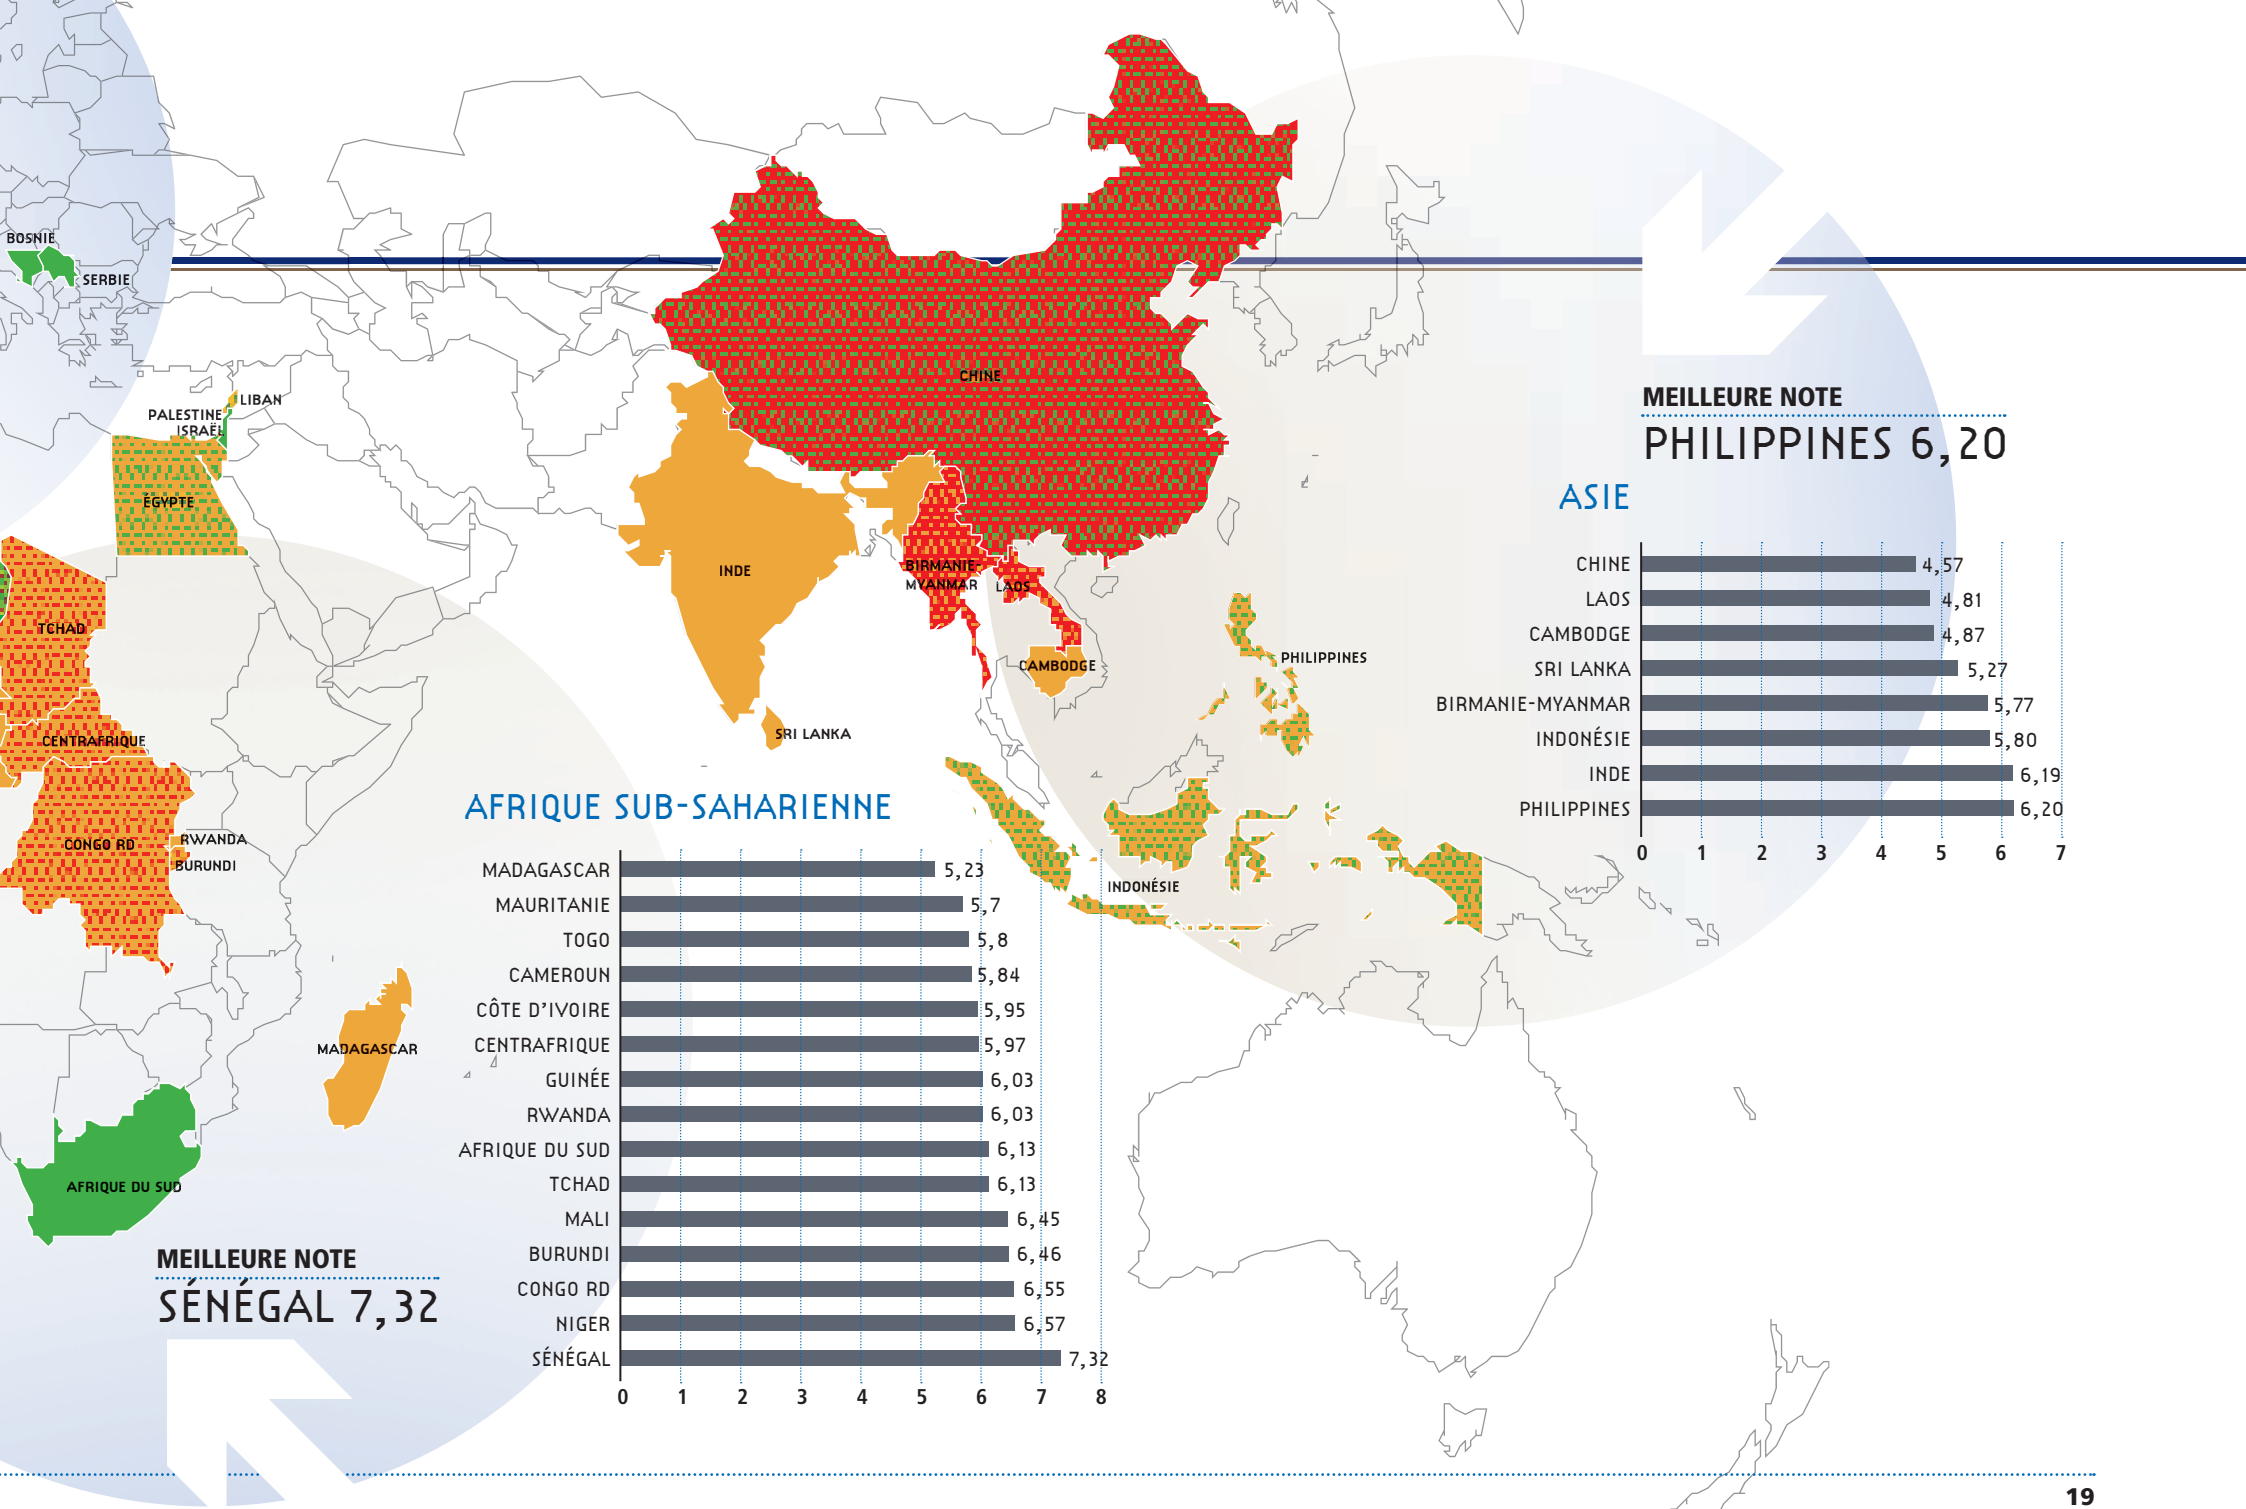 BOSNIE
SERBIE
LIBAN
PALESTINE
ISRAËL
ÉGYPTE
TCHAD
CENTRAFRIQUE
CONGO RD
RWANDA
BURUNDI
MADAGASCAR
AFRIQUE DU SUD
CHINE
INDE
BIRMANIE-
MYANMAR
LAOS
CAMBODGE
SRI LANKA
PHILIPPINES
INDONÉSIE
MEILLEURE NOTE
PHILIPPINES 6,20
ASIE
CHINE 4,57
LAOS 4,81
CAMBODGE 4,87
SRI LANKA 5,27
BIRMANIE-MYANMAR 5,77
INDONÉSIE 5,80
INDE 6,19
PHILIPPINES 6,20
0 1 2 3 4 5 6 7
AFRIQUE SUB-SAHARIENNE
MADAGASCAR 5,23
MAURITANIE 5,7
TOGO 5,8
CAMEROUN 5,84
CÔTE D'IVOIRE 5,95
CENTRAFRIQUE 5,97
GUINÉE 6,03
RWANDA 6,03
AFRIQUE DU SUD 6,13
TCHAD 6,13
MALI 6,45
BURUNDI 6,46
CONGO RD 6,55
NIGER 6,57
SÉNÉGAL 7,32
0 1 2 3 4 5 6 7 8
MEILLEURE NOTE
SÉNÉGAL 7,32
19